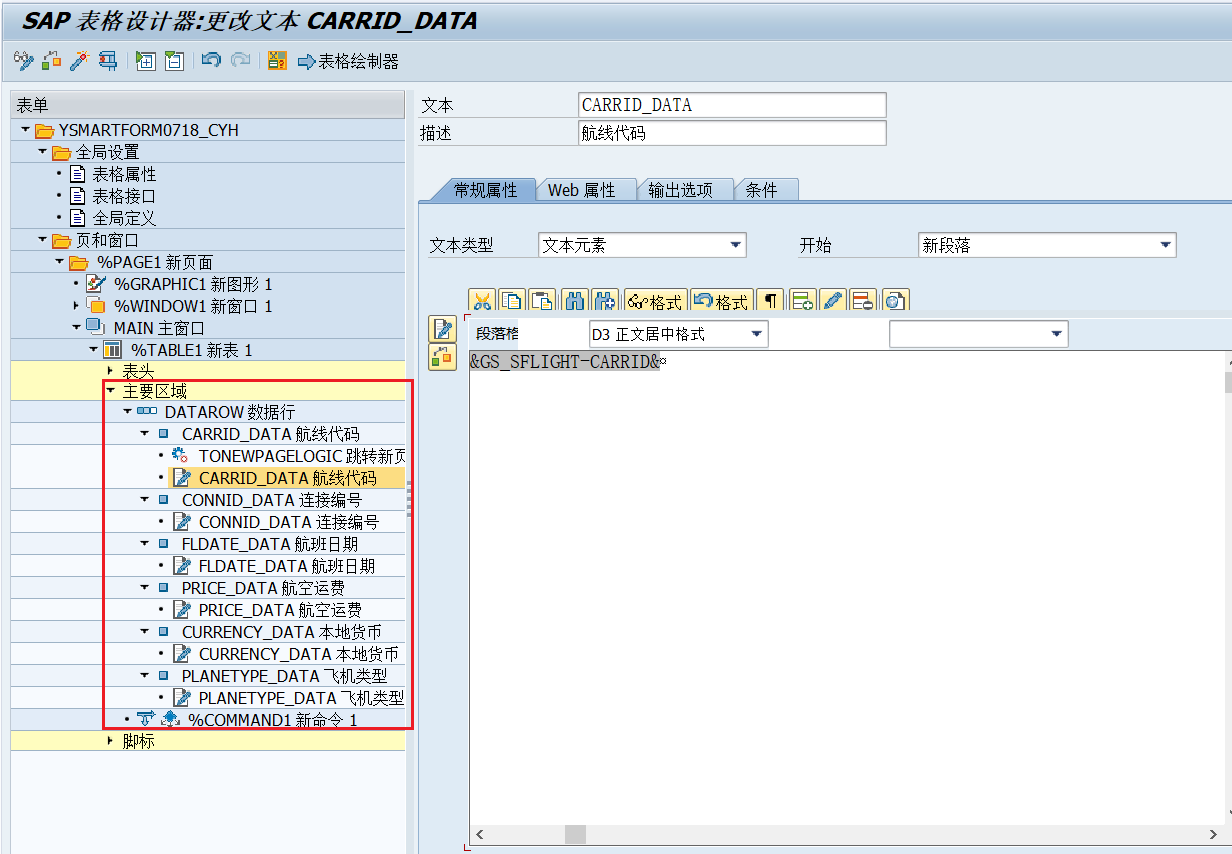 SAP 表格设计器:更改文本 CARRID_DATA
表格绘制器
表单
YSMARTFORM0718_CYH
全局设置
表格属性
表格接口
全局定义
页和窗口
%PAGE1 新页面
%GRAPHIC1 新图形 1
%WINDOW1 新窗口 1
MAIN 主窗口
%TABLE1 新表 1
表头
主要区域
DATAROW 数据行
CARRID_DATA 航线代码
TONEWPAGELOGIC 跳转新页
CARRID_DATA 航线代码
CONNID_DATA 连接编号
CONNID_DATA 连接编号
FLDATE_DATA 航班日期
FLDATE_DATA 航班日期
PRICE_DATA 航空运费
PRICE_DATA 航空运费
CURRENCY_DATA 本地货币
CURRENCY_DATA 本地货币
PLANETYPE_DATA 飞机类型
PLANETYPE_DATA 飞机类型
%COMMAND1 新命令 1
脚标
文本 CARRID_DATA
描述 航线代码
常规属性 Web 属性 输出选项 条件
文本类型 文本元素 开始 新段落
格式 格式
段落格 D3 正文居中格式
&GS_SFLIGHT-CARRID&